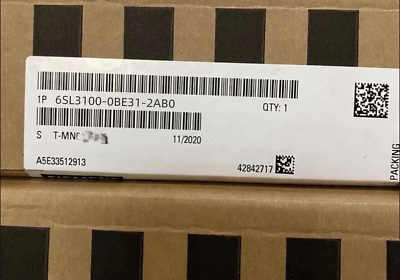 1P 6SL3100-0BE31-2AB0 QTY: 1
S T-MN
11/2020
A5E33512913 42842717
PACKING